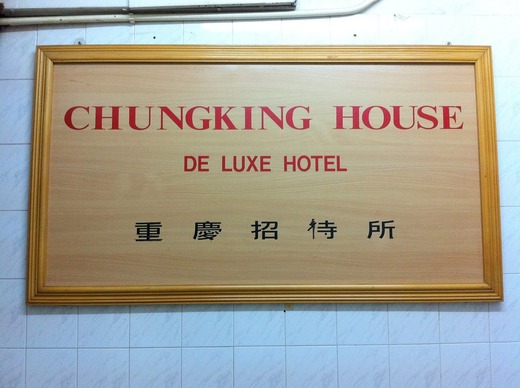 CHUNGKING HOUSE
DE LUXE HOTEL
重慶招待所